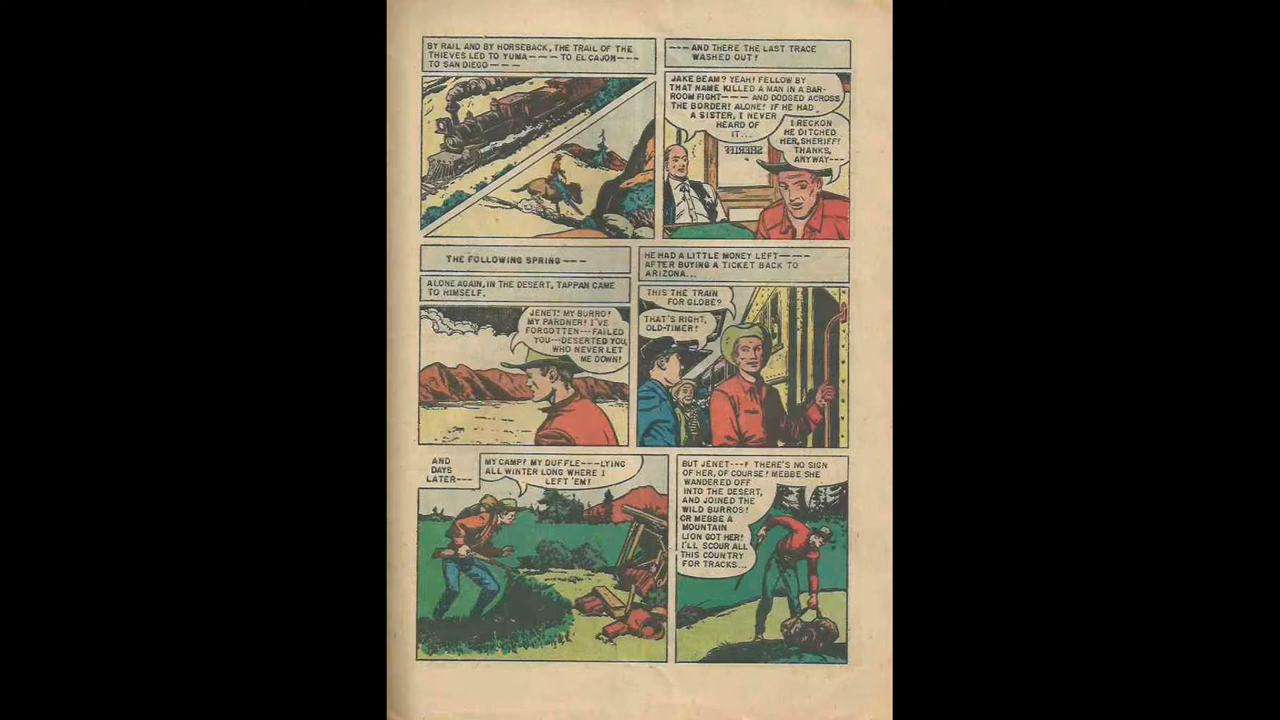 BY RAIL AND BY HORSEBACK, THE TRAIL OF THE
THIEVES LED TO YUMA---- TO EL CAJON---
TO SAN DIEGO ---
--- AND THERE THE LAST TRACE
WASHED OUT!
JAKE BEAM? YEAH! FELLOW BY
THAT NAME KILLED A MAN IN A BAR-
ROOM FIGHT--- AND DODGED ACROSS
THE BORDER! ALONE! IF HE HAD
A SISTER, I NEVER
HEARD OF
IT...
SHERIFF
I RECKON
HE DITCHED
HER, SHERIFF!
THANKS,
ANYWAY---
THE FOLLOWING SPRING ---
ALONE AGAIN, IN THE DESERT, TAPPAN CAME
TO HIMSELF.
JENET! MY BURRO!
MY PARDNER! I'VE
FORGOTTEN---FAILED
YOU---DESERTED YOU,
WHO NEVER LET
ME DOWN!
HE HAD A LITTLE MONEY LEFT----
AFTER BUYING A TICKET BACK TO
ARIZONA...
THIS THE TRAIN
FOR GLOBE?
THAT'S RIGHT,
OLD-TIMER!
AND
DAYS
LATER---
MY CAMP! MY DUFFLE---LYING
ALL WINTER LONG WHERE I
LEFT 'EM!
BUT JENET---? THERE'S NO SIGN
OF HER, OF COURSE! MEBBE SHE
WANDERED OFF
INTO THE DESERT,
AND JOINED THE
WILD BURROS!
OR MEBBE A
MOUNTAIN
LION GOT HER!
I'LL SCOUR ALL
THIS COUNTRY
FOR TRACKS...